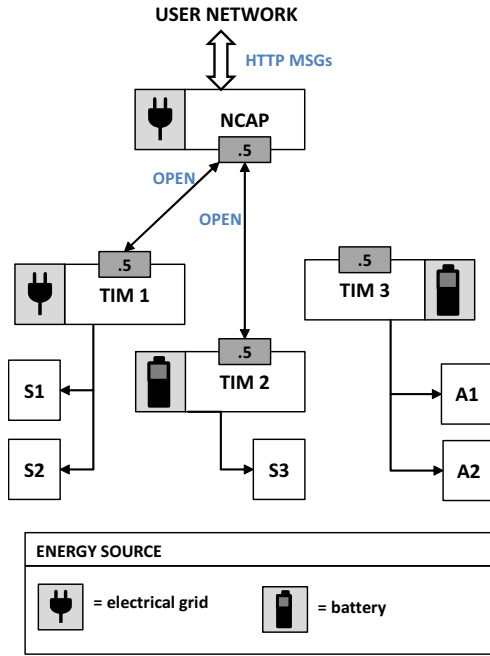 USER NETWORK
HTTP MSGs
NCAP
.5
OPEN
OPEN
.5
TIM 1
.5
TIM 3
.5
TIM 2
S1
A1
S2
S3
A2
ENERGY SOURCE
= electrical grid
= battery